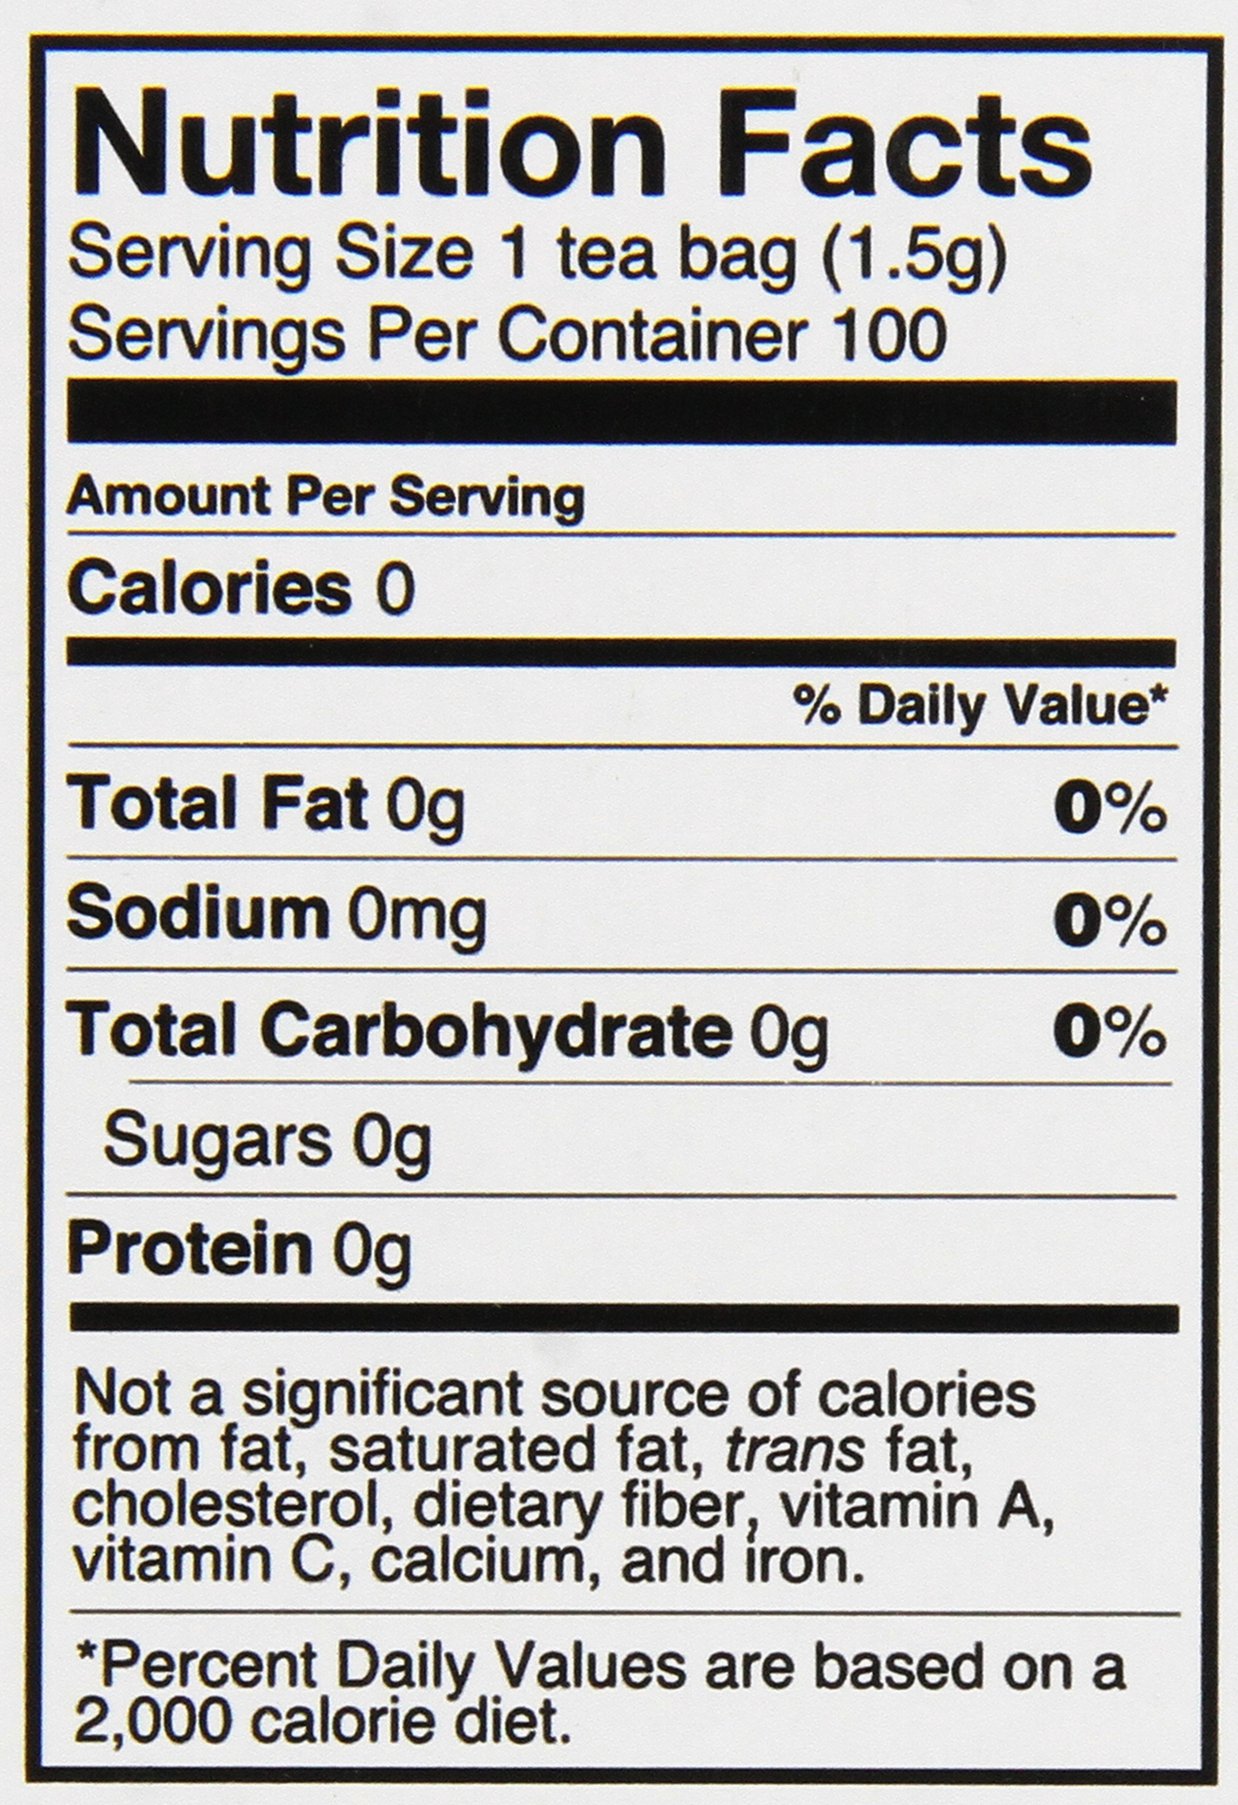 Nutrition Facts
Serving Size 1 tea bag (1.5g)
Servings Per Container 100
Amount Per Serving
Calories 0
% Daily Value*
Total Fat 0g 0%
Sodium 0mg 0%
Total Carbohydrate 0g 0%
Sugars 0g
Protein 0g
Not a significant source of calories
from fat, saturated fat, trans fat,
cholesterol, dietary fiber, vitamin A,
vitamin C, calcium, and iron.
*Percent Daily Values are based on a
2,000 calorie diet.